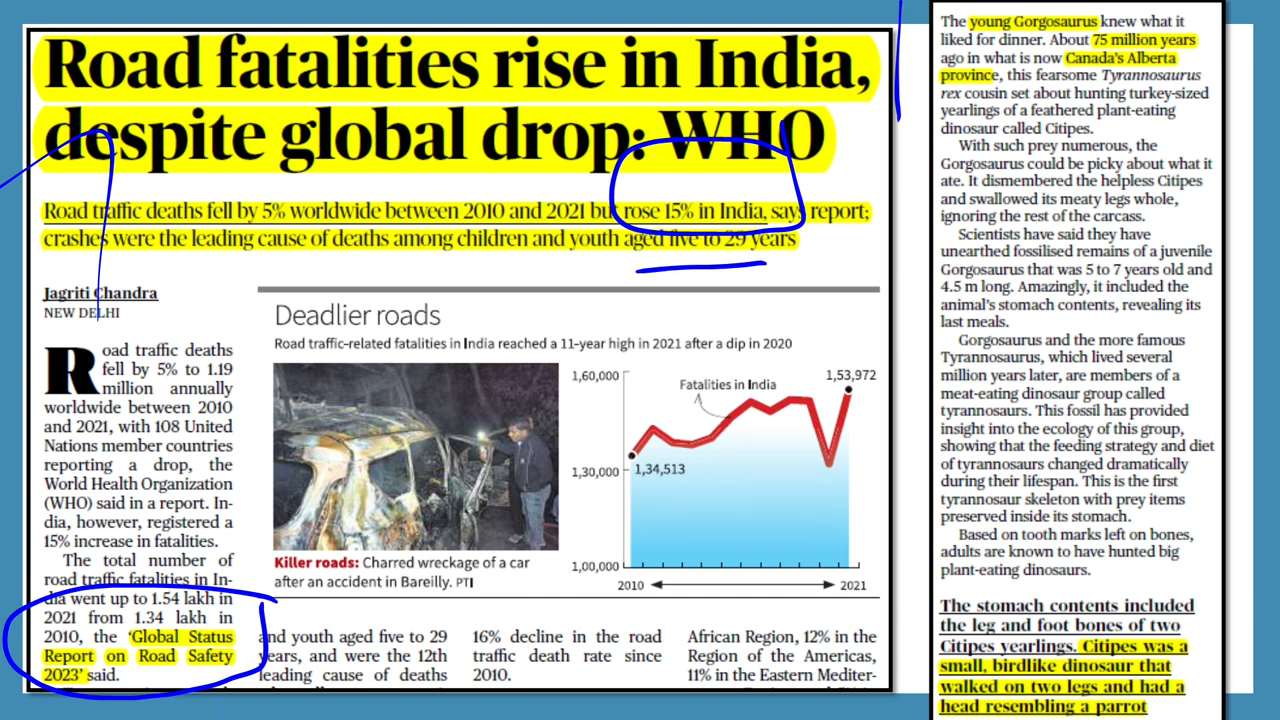 Road fatalities rise in India,
despite global drop: WHO
Road traffic deaths fell by 5% worldwide between 2010 and 2021 but rose 15% in India, says report;
crashes were the leading cause of deaths among children and youth aged five to 29 years
Jagriti Chandra
NEW DELHI
Road traffic deaths
fell by 5% to 1.19
million annually
worldwide between 2010
and 2021, with 108 United
Nations member countries
reporting a drop, the
World Health Organization
(WHO) said in a report. In-
dia, however, registered a
15% increase in fatalities.
The total number of
road traffic fatalities in In-
dia went up to 1.54 lakh in
2021 from 1.34 lakh in
2010, the ‘Global Status
Report on Road Safety
2023’ said.
Deadlier roads
Road traffic-related fatalities in India reached a 11-year high in 2021 after a dip in 2020
1,60,000
Fatalities in India
1,53,972
1,30,000
1,34,513
1,00,000
2010
2021
Killer roads: Charred wreckage of a car
after an accident in Bareilly. PTI
and youth aged five to 29
years, and were the 12th
leading cause of deaths
16% decline in the road
traffic death rate since
2010.
African Region, 12% in the
Region of the Americas,
11% in the Eastern Mediter-
The young Gorgosaurus knew what it
liked for dinner. About 75 million years
ago in what is now Canada’s Alberta
province, this fearsome Tyrannosaurus
rex cousin set about hunting turkey-sized
yearlings of a feathered plant-eating
dinosaur called Citipes.
With such prey numerous, the
Gorgosaurus could be picky about what it
ate. It dismembered the helpless Citipes
and swallowed its meaty legs whole,
ignoring the rest of the carcass.
Scientists have said they have
unearthed fossilised remains of a juvenile
Gorgosaurus that was 5 to 7 years old and
4.5 m long. Amazingly, it included the
animal’s stomach contents, revealing its
last meals.
Gorgosaurus and the more famous
Tyrannosaurus, which lived several
million years later, are members of a
meat-eating dinosaur group called
tyrannosaurs. This fossil has provided
insight into the ecology of this group,
showing that the feeding strategy and diet
of tyrannosaurs changed dramatically
during their lifespan. This is the first
tyrannosaur skeleton with prey items
preserved inside its stomach.
Based on tooth marks left on bones,
adults are known to have hunted big
plant-eating dinosaurs.
The stomach contents included
the leg and foot bones of two
Citipes yearlings. Citipes was a
small, birdlike dinosaur that
walked on two legs and had a
head resembling a parrot